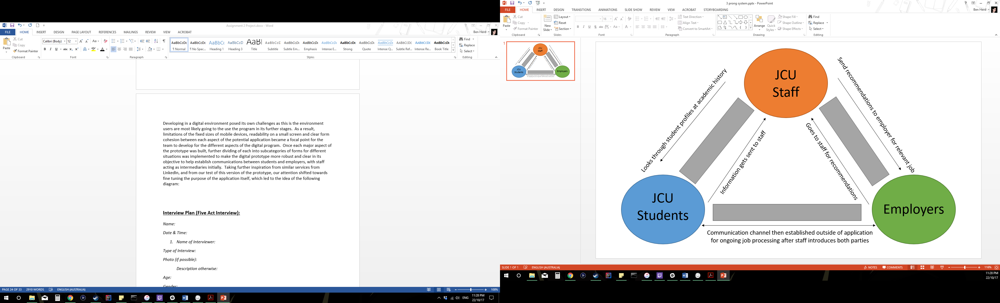 Assignment 2 Project.docx - Word
Ben Herd
FILE HOME INSERT DESIGN PAGE LAYOUT REFERENCES MAILINGS REVIEW VIEW ACROBAT
Paste
Cut
Copy
Format Painter
Calibri (Body) 12
Clipboard Font Paragraph Styles Editing
AaBbCcDc AaBbCcDc AaBbCc AaBbCcD AaBl AaBbCcD AaBbCcDc AaBbCcDc AaBbCcDc AaBbCcDc AaBbCcDc AaBbCcDc AaBbCcDc AaBbCcDc AaBbCcDc
¶ Normal ¶ No Spac... Heading 1 Heading 3 Title Subtitle Subtle Em... Emphasis Intense E... Strong Quote Intense Q... Subtle Ref... Intense Re... Book Title
Find
Replace
Select
Developing in a digital environment posed its own challenges as this is the environment
users are most likely going to the use the program in its further stages. As a result,
limitations of the fixed sizes of mobile devices, readability on a small screen and clear form
cohesion between each aspect of the potential application became a focal point for the
team to develop for the different aspects of the digital program. Once each major aspect of
the prototype was built, further dividing of each into subcategories of forms for different
situations was implemented to make the digital prototype more robust and clear in its
objective to help establish communications between students and employers, with staff
acting as intermediaries initially. Taking further inspiration from similar services from
LinkedIn, and from our test of this version of the prototype, our attention shifted towards
fine tuning the purpose of the application itself, which led to the idea of the following
diagram:
Interview Plan (Five Act Interview):
Name:
Date & Time:
1. Name of Interviewer:
Type of Interview:
Photo (if possible):
Description otherwise:
Age:
Gender:
PAGE 24 OF 33 2910 WORDS ENGLISH (AUSTRALIA) 108%
ENG
11:28 PM
22/10/17
3 prong system.pptx - PowerPoint
Ben Herd
FILE HOME INSERT DESIGN TRANSITIONS ANIMATIONS SLIDE SHOW REVIEW VIEW ACROBAT STORYBOARDING
Paste
Cut
Copy
Format Painter
New
Slide
Layout
Reset
Section
16
Text Direction
Align Text
Convert to SmartArt
Arrange
Quick
Styles
Shape Fill
Shape Outline
Shape Effects
Find
Replace
Select
Clipboard Slides Font Paragraph Drawing Editing
1
JCU
Staff
JCU
Students
Employers
JCU
Staff
Looks through student profiles at academic history
Information gets sent to staff
Goes to staff for recommendations
Send recommendations to employer for relevant job
JCU
Students
Employers
Communication channel then established outside of application
for ongoing job processing after staff introduces both parties
SLIDE 1 OF 1 ENGLISH (AUSTRALIA) NOTES COMMENTS 116%
11:28 PM
22/10/17